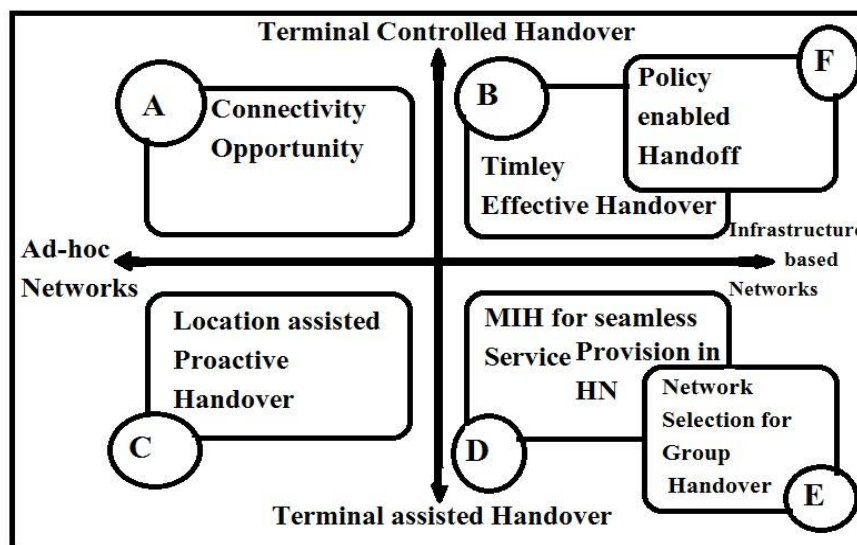 Terminal Controlled Handover
A
Connectivity
Opportunity
B
Timley
Effective Handover
F
Policy
enabled
Handoff
Ad-hoc
Networks
Infrastructure
based
Networks
Location assisted
Proactive
Handover
C
MIH for seamless
Service Provision in
HN
D
Network
Selection for
Group
Handover
E
Terminal assisted Handover